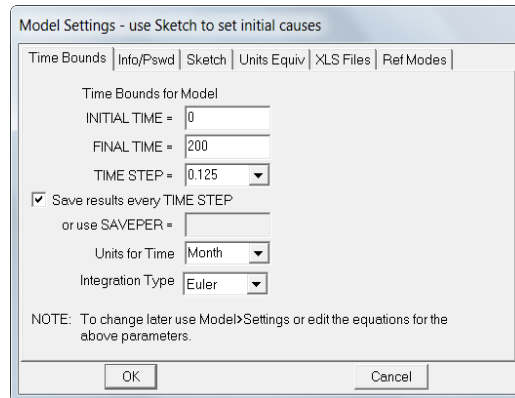 Model Settings - use Sketch to set initial causes
Time Bounds Info/Pswd Sketch Units Equiv XLS Files Ref Modes
Time Bounds for Model
INITIAL TIME = 0
FINAL TIME = 200
TIME STEP = 0.125
Save results every TIME STEP
or use SAVEPER =
Units for Time Month
Integration Type Euler
NOTE: To change later use Model>Settings or edit the equations for the
above parameters.
OK Cancel